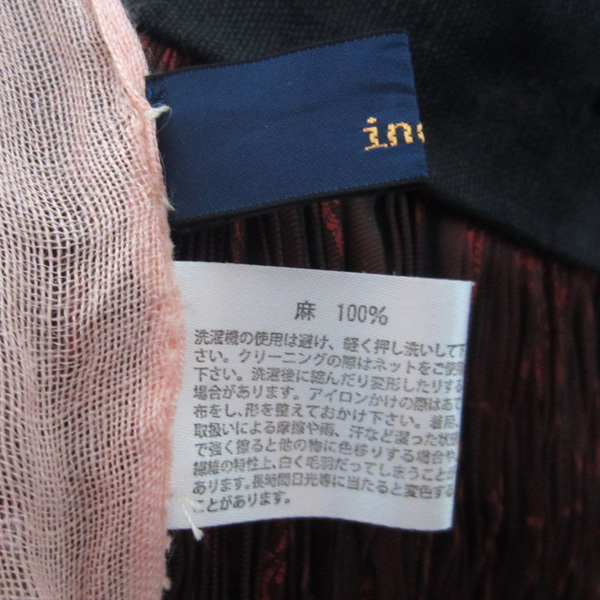 inc
麻 100%
洗濯機の使用は避け、軽く押し洗いして下
さい。クリーニングの際はネットをご使用
下さい。洗濯後に縮んだり変形したりする
場合があります。アイロンかけの際はあて
布をし、形を整えておかけ下さい。着用、
取扱いによる摩擦や雨、汗など湿った状態
で強く擦ると他の物に色移りする場合や、
繊維の特性上、白く毛羽だってしまうことが
あります。長時間日光等に当たると変色する
ことがあります。